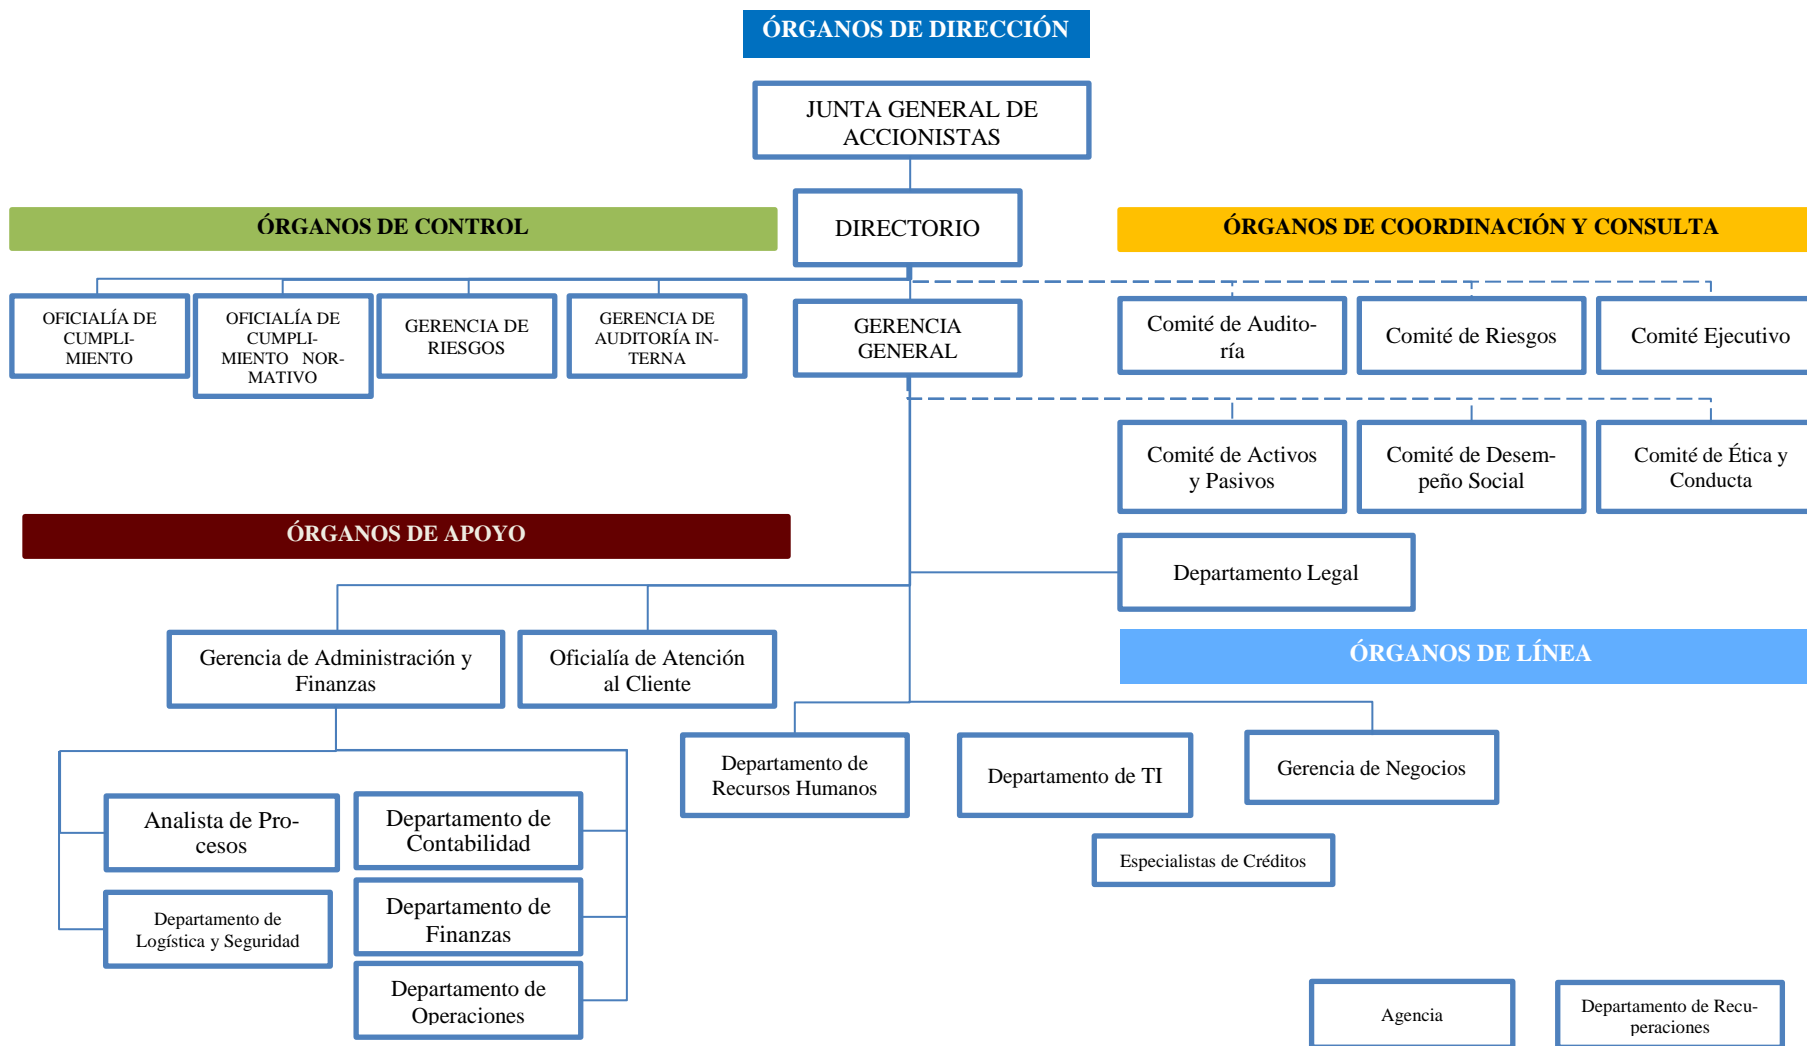 ÓRGANOS DE DIRECCIÓN
JUNTA GENERAL DE
ACCIONISTAS
ÓRGANOS DE CONTROL
DIRECTORIO
ÓRGANOS DE COORDINACIÓN Y CONSULTA
OFICIALÍA DE
CUMPLI-
MIENTO
OFICIALÍA DE
CUMPLI-
MIENTO NOR-
MATIVO
GERENCIA DE
RIESGOS
GERENCIA DE
AUDITORÍA IN-
TERNA
GERENCIA
GENERAL
Comité de Audito-
ría
Comité de Riesgos
Comité Ejecutivo
Comité de Activos
y Pasivos
Comité de Desem-
peño Social
Comité de Ética y
Conducta
ÓRGANOS DE APOYO
Departamento Legal
Gerencia de Administración y
Finanzas
Oficialía de Atención
al Cliente
ÓRGANOS DE LÍNEA
Departamento de
Recursos Humanos
Departamento de TI
Gerencia de Negocios
Analista de Pro-
cesos
Departamento de
Contabilidad
Especialistas de Créditos
Departamento de
Logística y Seguridad
Departamento de
Finanzas
Departamento de
Operaciones
Agencia
Departamento de Recu-
peraciones